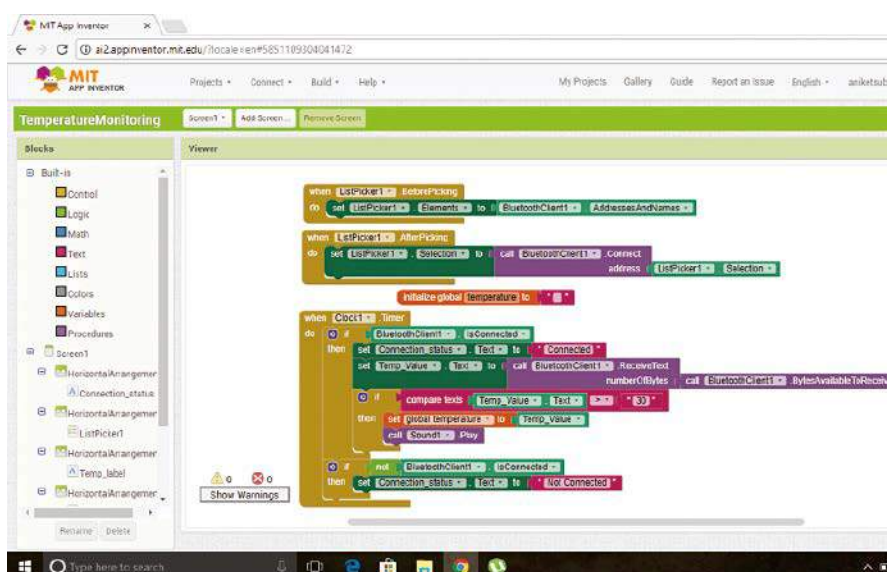 MIT App Inventor
ai2.appinventor.mit.edu/?locale=en#5851109304041472
MIT
APP INVENTOR
Projects Connect Build Help My Projects Gallery Guide Report an Issue English aniketsub
TemperatureMonitoring Screen1 Add Screen... Remove Screen
Blocks Viewer
Built-in
Control
Logic
Math
Text
Lists
Colors
Variables
Procedures
Screen1
HorizontalArrangemer
Connection_status
HorizontalArrangemer
ListPicker1
HorizontalArrangemer
Temp_label
HorizontalArrangemer
Rename Delete
when ListPicker1 .BeforePicking
do set ListPicker1 . Elements to BluetoothClient1 . AddressesAndNames
when ListPicker1 .AfterPicking
do set ListPicker1 . Selection to call BluetoothClient1 .Connect
address ListPicker1 . Selection
initialize global temperature to " "
when Clock1 .Timer
do if BluetoothClient1 . IsConnected
then set Connection_status . Text to " Connected "
set Temp_Value . Text to call BluetoothClient1 .ReceiveText
numberOfBytes call BluetoothClient1 .BytesAvailableToReceiv
if compare texts Temp_Value . Text > " 30 "
then set global temperature to Temp_Value
call Sound1 .Play
if not BluetoothClient1 . IsConnected
then set Connection_status . Text to " Not Connected "
0 0
Show Warnings
Type here to search